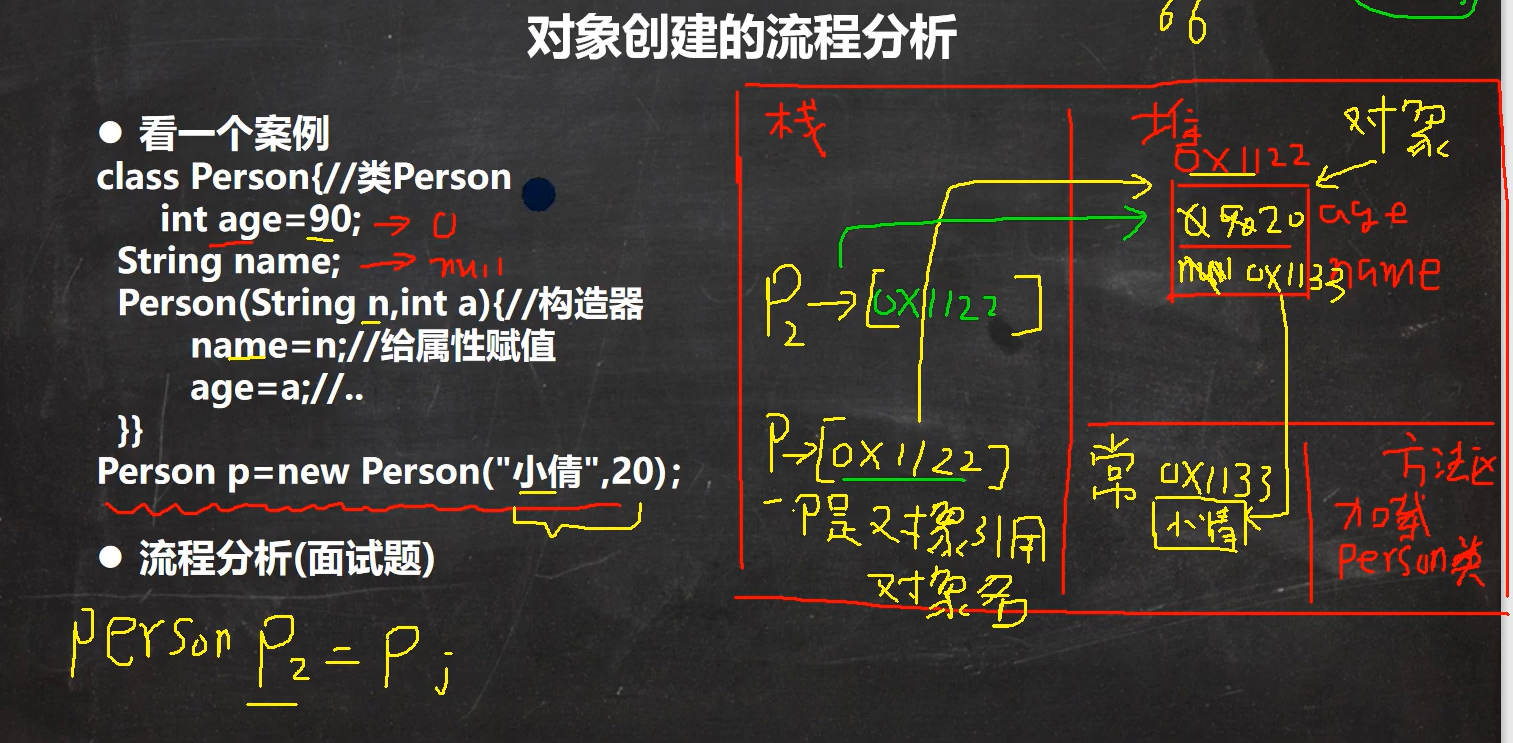 对象创建的流程分析
66
● 看一个案例
class Person{//类Person
int age=90; → 0
String name; → null
Person(String n,int a){//构造器
name=n;//给属性赋值
age=a;//..
}}
Person p=new Person("小倩",20);
● 流程分析(面试题)
person P2 = P;
栈
P2→[0X1122]
P→[0X1122]
P是对象引用
对象名
堆
对象
0X1122
0 90 20 age
null 0X1133 name
常
0X1133
小倩
方法区
加载
Person类